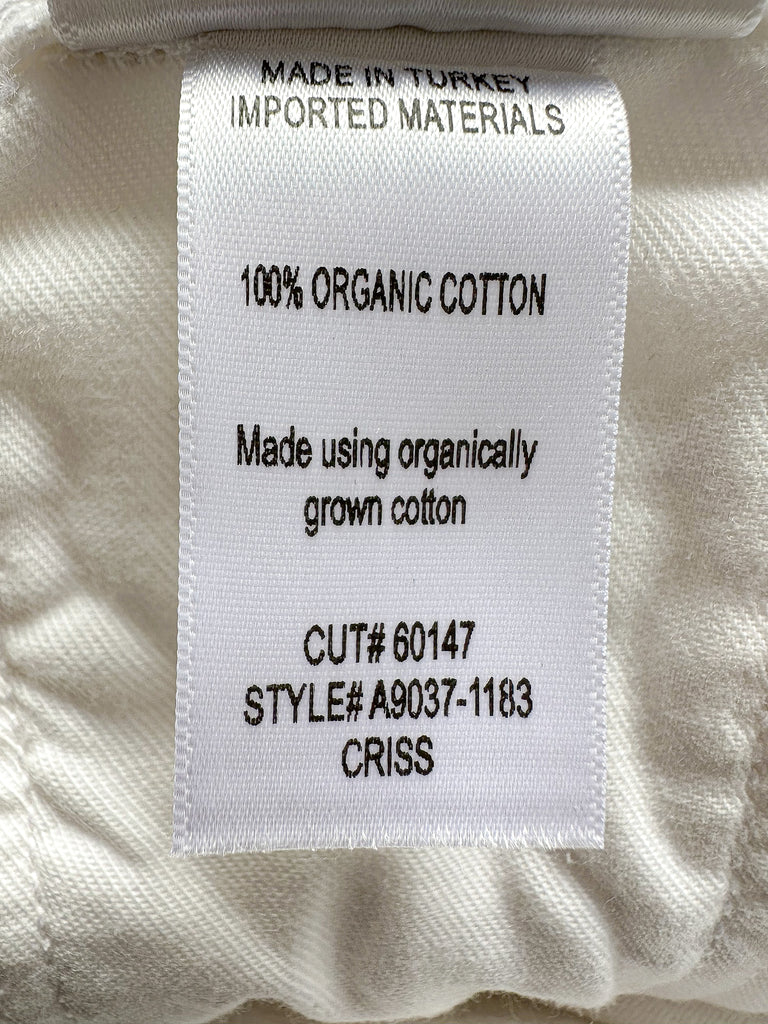 MADE IN TURKEY
IMPORTED MATERIALS
100% ORGANIC COTTON
Made using organically
grown cotton
CUT# 60147
STYLE# A9037-1183
CRISS